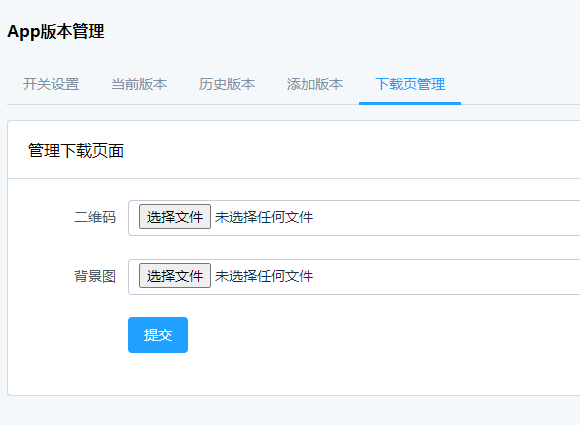 App版本管理
开关设置 当前版本 历史版本 添加版本 下载页管理
管理下载页面
二维码 选择文件 未选择任何文件
背景图 选择文件 未选择任何文件
提交